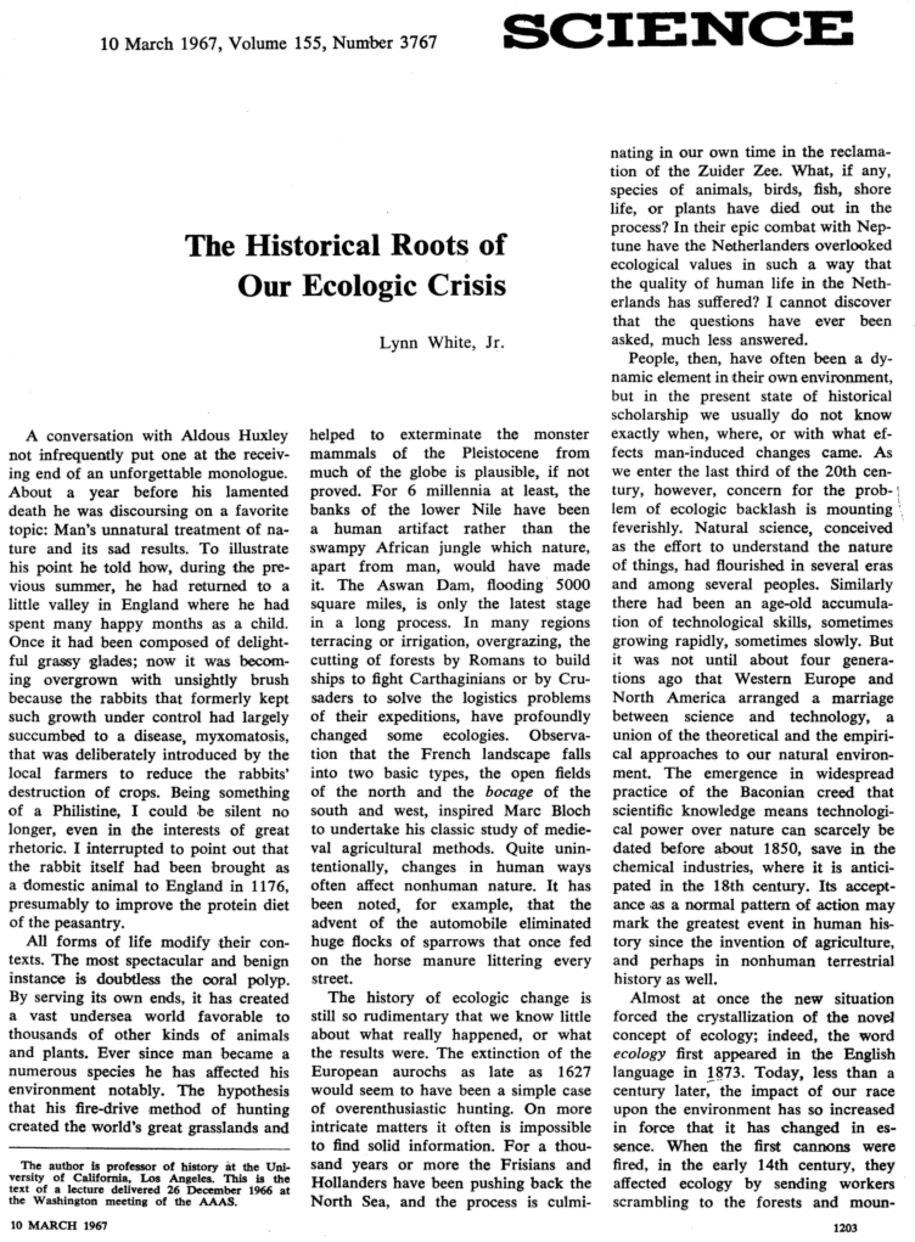 10 March 1967, Volume 155, Number 3767
SCIENCE
The Historical Roots of
Our Ecologic Crisis
Lynn White, Jr.
A conversation with Aldous Huxley
not infrequently put one at the receiv-
ing end of an unforgettable monologue.
About a year before his lamented
death he was discoursing on a favorite
topic: Man's unnatural treatment of na-
ture and its sad results. To illustrate
his point he told how, during the pre-
vious summer, he had returned to a
little valley in England where he had
spent many happy months as a child.
Once it had been composed of delight-
ful grassy glades; now it was becom-
ing overgrown with unsightly brush
because the rabbits that formerly kept
such growth under control had largely
succumbed to a disease, myxomatosis,
that was deliberately introduced by the
local farmers to reduce the rabbits'
destruction of crops. Being something
of a Philistine, I could be silent no
longer, even in the interests of great
rhetoric. I interrupted to point out that
the rabbit itself had been brought as
a domestic animal to England in 1176,
presumably to improve the protein diet
of the peasantry.
All forms of life modify their con-
texts. The most spectacular and benign
instance is doubtless the coral polyp.
By serving its own ends, it has created
a vast undersea world favorable to
thousands of other kinds of animals
and plants. Ever since man became a
numerous species he has affected his
environment notably. The hypothesis
that his fire-drive method of hunting
created the world's great grasslands and
The author is professor of history at the Uni-
versity of California, Los Angeles. This is the
text of a lecture delivered 26 December 1966 at
the Washington meeting of the AAAS.
helped to exterminate the monster
mammals of the Pleistocene from
much of the globe is plausible, if not
proved. For 6 millennia at least, the
banks of the lower Nile have been
a human artifact rather than the
swampy African jungle which nature,
apart from man, would have made
it. The Aswan Dam, flooding 5000
square miles, is only the latest stage
in a long process. In many regions
terracing or irrigation, overgrazing, the
cutting of forests by Romans to build
ships to fight Carthaginians or by Cru-
saders to solve the logistics problems
of their expeditions, have profoundly
changed some ecologies. Observa-
tion that the French landscape falls
into two basic types, the open fields
of the north and the bocage of the
south and west, inspired Marc Bloch
to undertake his classic study of medie-
val agricultural methods. Quite unin-
tentionally, changes in human ways
often affect nonhuman nature. It has
been noted, for example, that the
advent of the automobile eliminated
huge flocks of sparrows that once fed
on the horse manure littering every
street.
The history of ecologic change is
still so rudimentary that we know little
about what really happened, or what
the results were. The extinction of the
European aurochs as late as 1627
would seem to have been a simple case
of overenthusiastic hunting. On more
intricate matters it often is impossible
to find solid information. For a thou-
sand years or more the Frisians and
Hollanders have been pushing back the
North Sea, and the process is culmi-
nating in our own time in the reclama-
tion of the Zuider Zee. What, if any,
species of animals, birds, fish, shore
life, or plants have died out in the
process? In their epic combat with Nep-
tune have the Netherlanders overlooked
ecological values in such a way that
the quality of human life in the Neth-
erlands has suffered? I cannot discover
that the questions have ever been
asked, much less answered.
People, then, have often been a dy-
namic element in their own environment,
but in the present state of historical
scholarship we usually do not know
exactly when, where, or with what ef-
fects man-induced changes came. As
we enter the last third of the 20th cen-
tury, however, concern for the prob-
lem of ecologic backlash is mounting
feverishly. Natural science, conceived
as the effort to understand the nature
of things, had flourished in several eras
and among several peoples. Similarly
there had been an age-old accumula-
tion of technological skills, sometimes
growing rapidly, sometimes slowly. But
it was not until about four genera-
tions ago that Western Europe and
North America arranged a marriage
between science and technology, a
union of the theoretical and the empiri-
cal approaches to our natural environ-
ment. The emergence in widespread
practice of the Baconian creed that
scientific knowledge means technologi-
cal power over nature can scarcely be
dated before about 1850, save in the
chemical industries, where it is antici-
pated in the 18th century. Its accept-
ance as a normal pattern of action may
mark the greatest event in human his-
tory since the invention of agriculture,
and perhaps in nonhuman terrestrial
history as well.
Almost at once the new situation
forced the crystallization of the novel
concept of ecology; indeed, the word
ecology first appeared in the English
language in 1873. Today, less than a
century later, the impact of our race
upon the environment has so increased
in force that it has changed in es-
sence. When the first cannons were
fired, in the early 14th century, they
affected ecology by sending workers
scrambling to the forests and moun-
10 MARCH 1967
1203